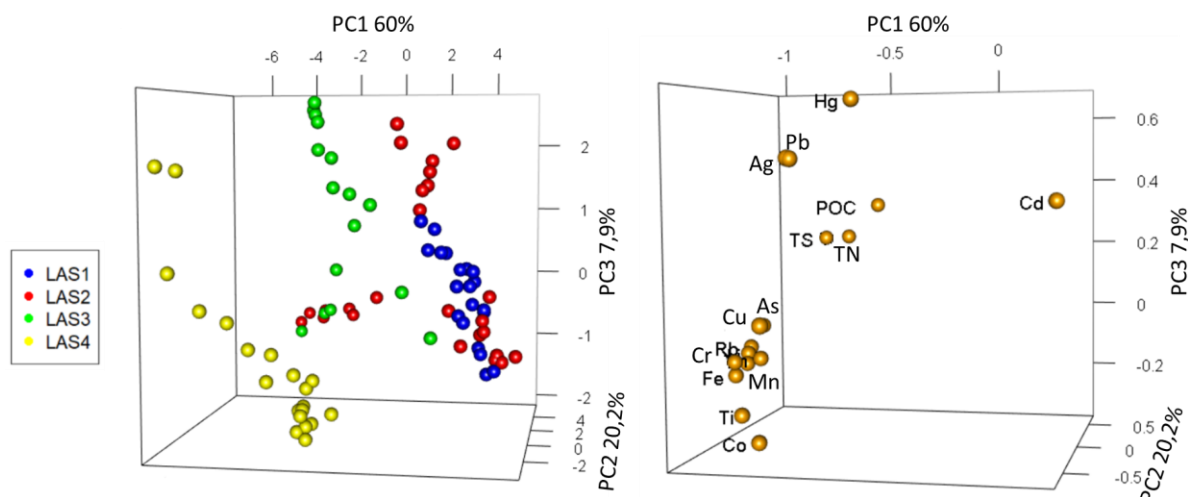 PC1 60%
-6 -4 -2 0 2 4
2
1
0
-1
-2
PC3 7,9%
4
2
0
-2
PC2 20,2%
LAS1
LAS2
LAS3
LAS4
PC1 60%
-1 -0.5 0
0.6
0.4
0.2
0
-0.2
PC3 7,9%
0.5
0
-0.5
PC2 20,2%
Hg
Pb
Ag
POC
Cd
TS
TN
As
Cu
Cr
Fe
Mn
Ti
Co